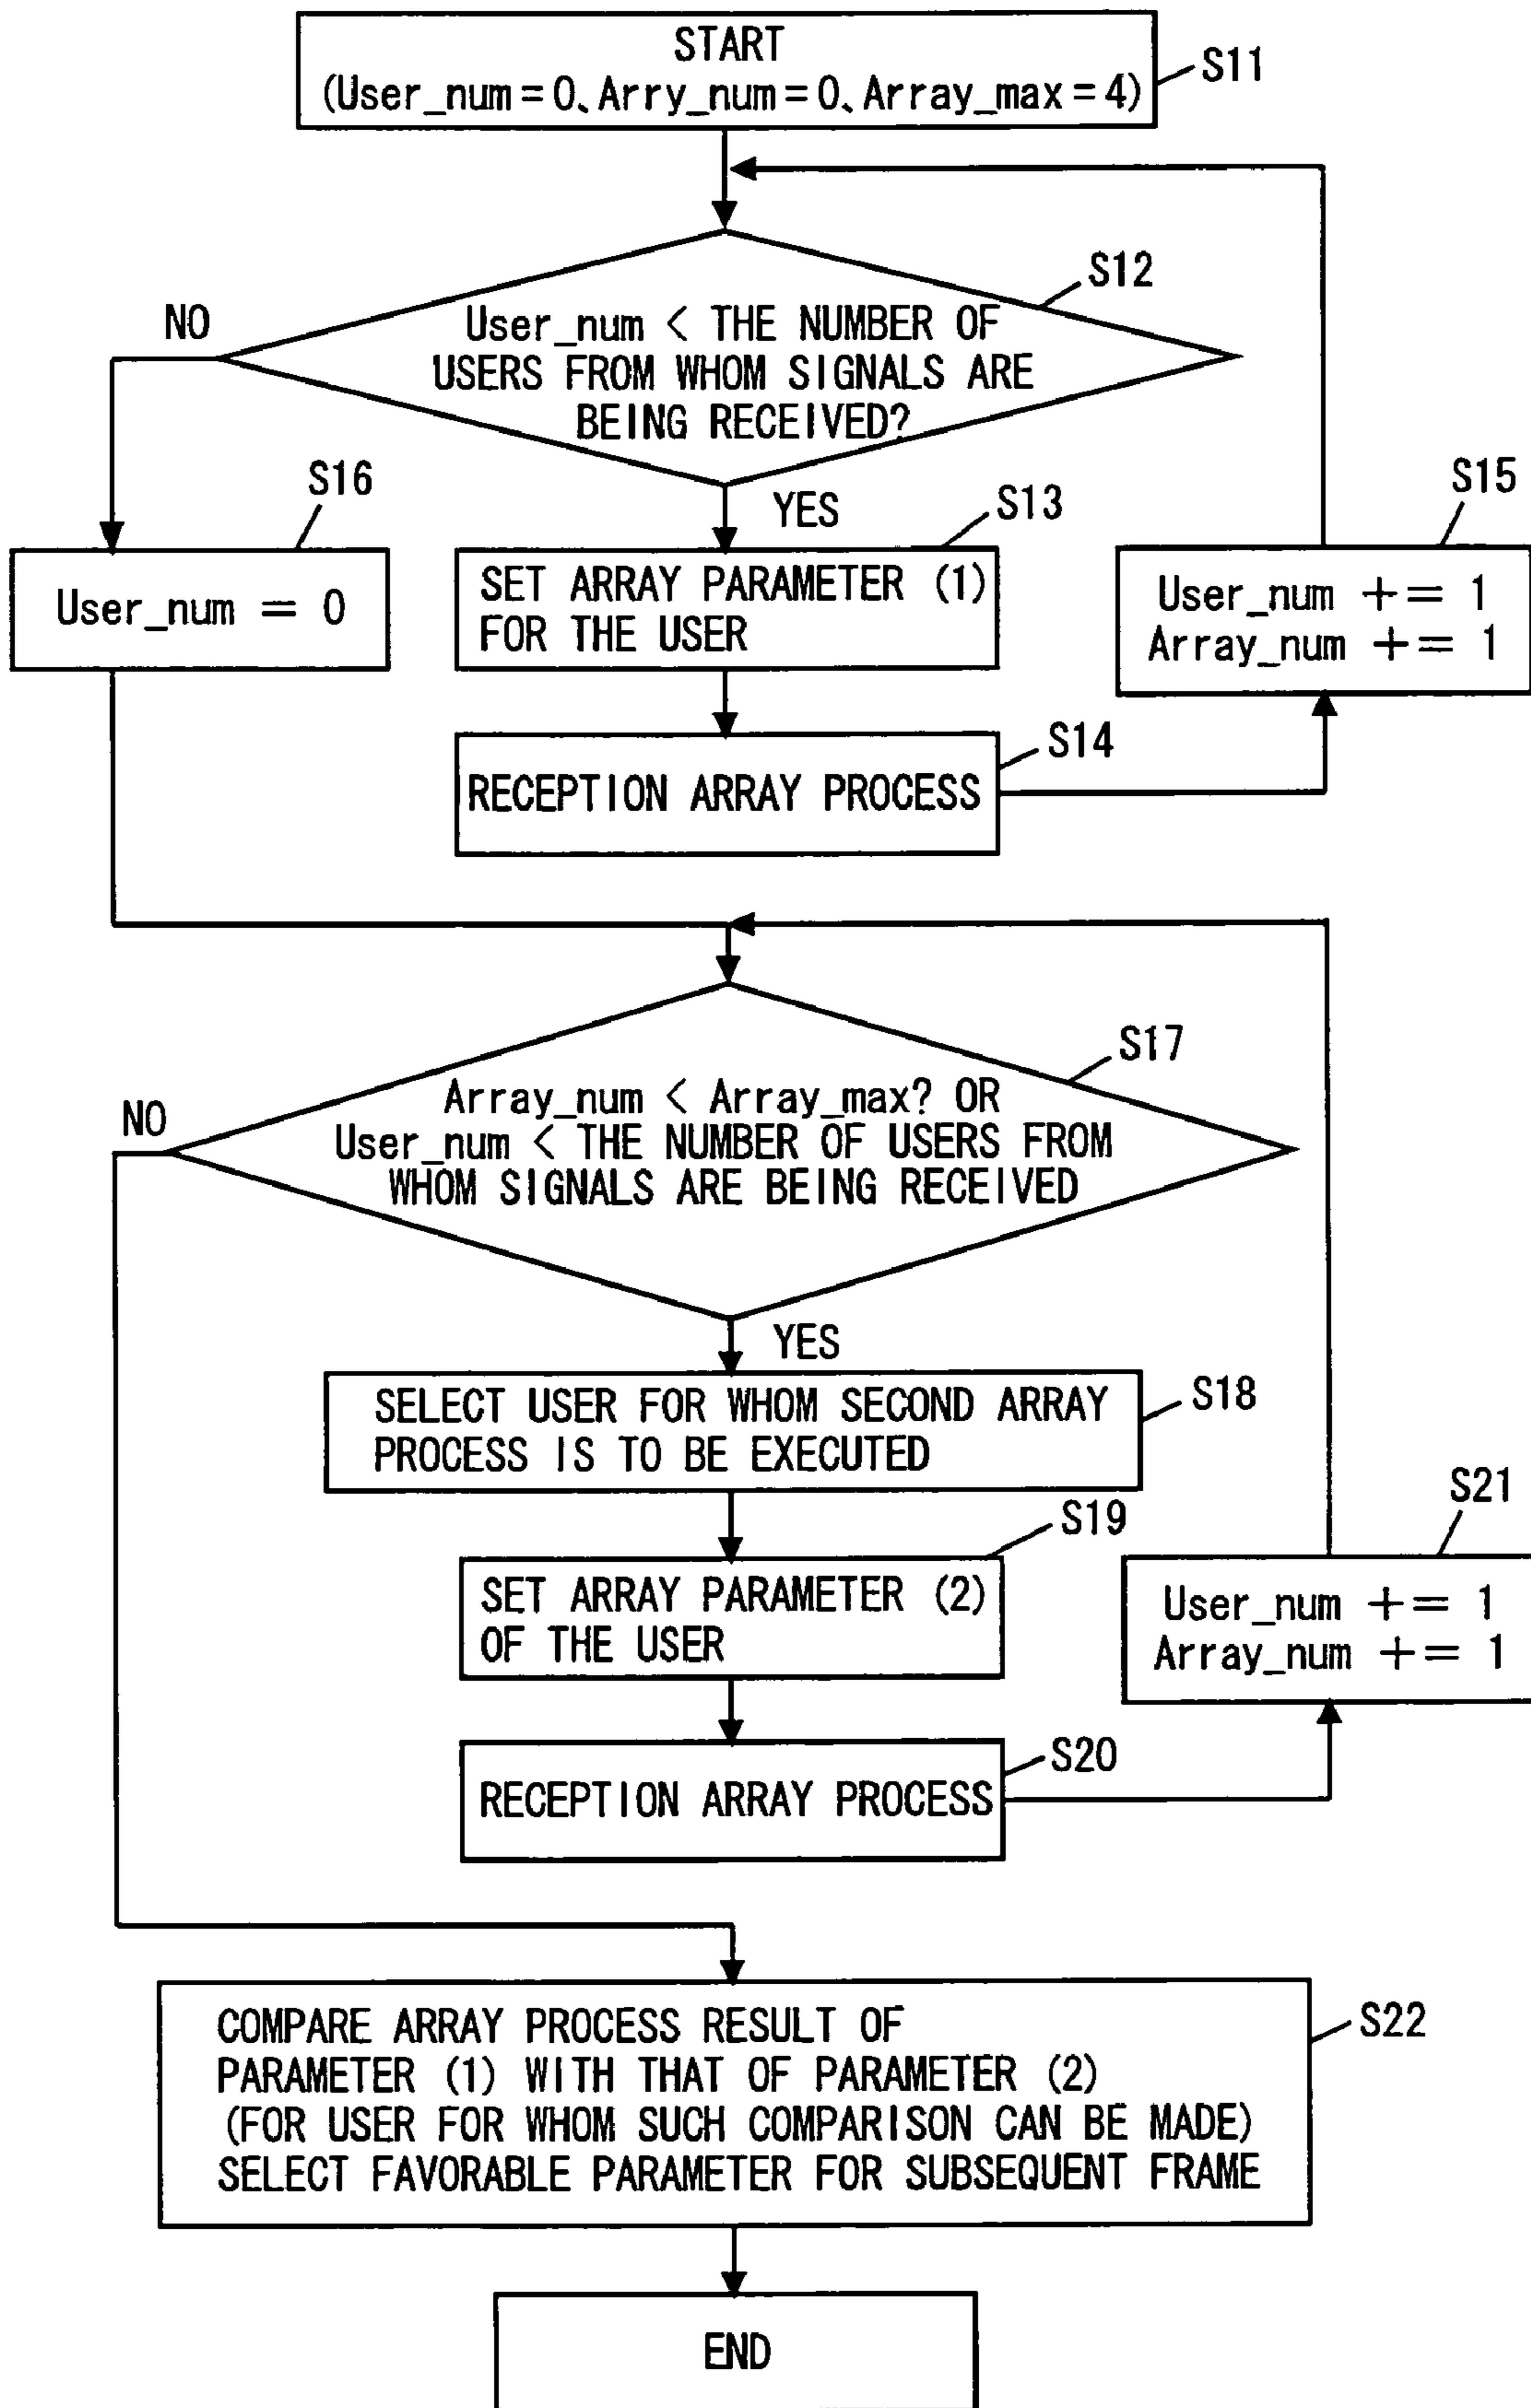 START
(User_num=0、Arry_num=0、Array_max=4)
S11
S12
NO
User_num < THE NUMBER OF
USERS FROM WHOM SIGNALS ARE
BEING RECEIVED?
S16
YES
S13
S15
User_num = 0
SET ARRAY PARAMETER (1)
FOR THE USER
User_num += 1
Array_num += 1
S14
RECEPTION ARRAY PROCESS
S17
NO
Array_num < Array_max? OR
User_num < THE NUMBER OF USERS FROM
WHOM SIGNALS ARE BEING RECEIVED
YES
SELECT USER FOR WHOM SECOND ARRAY
PROCESS IS TO BE EXECUTED
S18
S19
S21
SET ARRAY PARAMETER (2)
OF THE USER
User_num += 1
Array_num += 1
S20
RECEPTION ARRAY PROCESS
COMPARE ARRAY PROCESS RESULT OF
PARAMETER (1) WITH THAT OF PARAMETER (2)
(FOR USER FOR WHOM SUCH COMPARISON CAN BE MADE)
SELECT FAVORABLE PARAMETER FOR SUBSEQUENT FRAME
S22
END